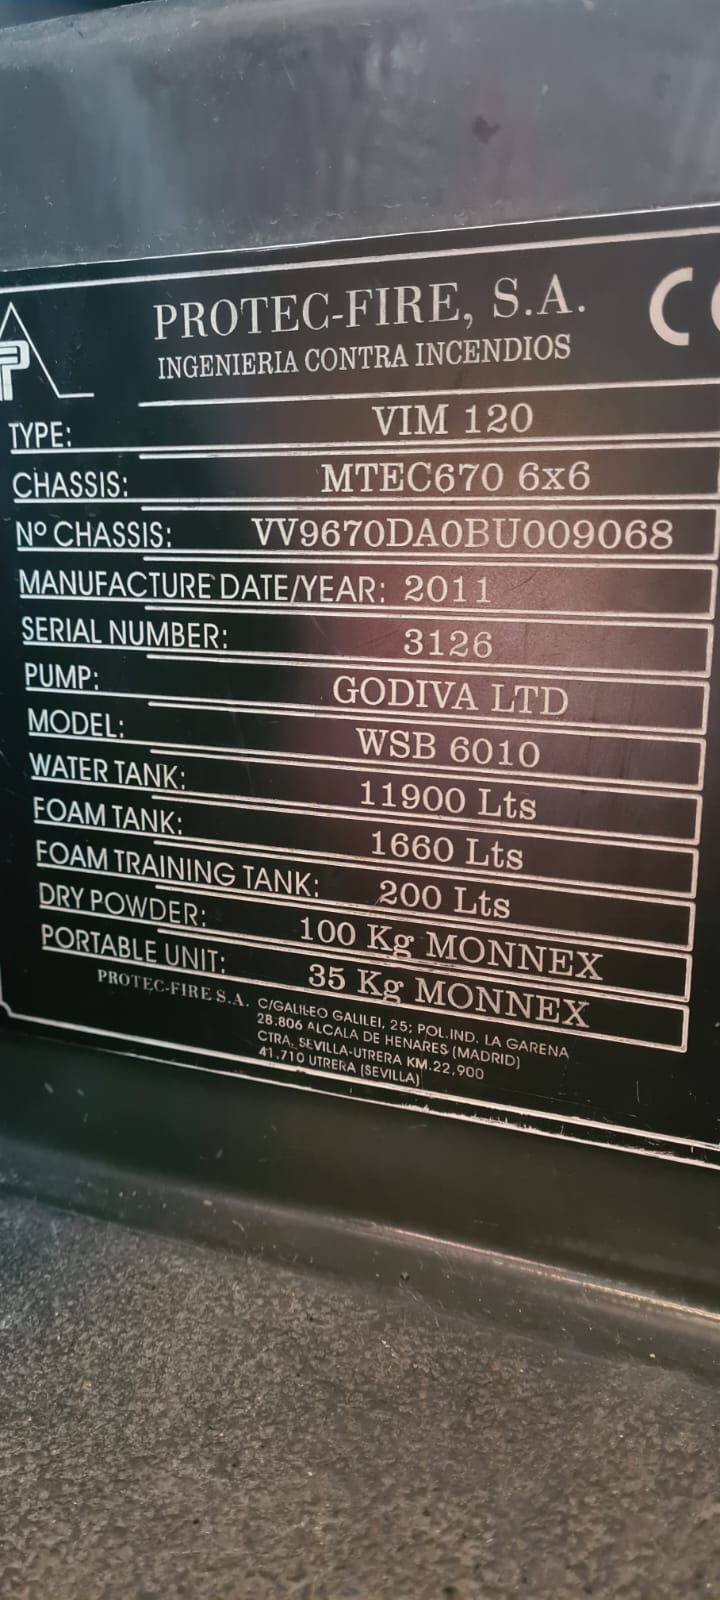 PROTEC-FIRE, S.A.
INGENIERIA CONTRA INCENDIOS
TYPE: VIM 120
CHASSIS: MTEC670 6x6
Nº CHASSIS: VV9670DA0BU009068
MANUFACTURE DATE/YEAR: 2011
SERIAL NUMBER: 3126
PUMP: GODIVA LTD
MODEL: WSB 6010
WATER TANK: 11900 Lts
FOAM TANK: 1660 Lts
FOAM TRAINING TANK: 200 Lts
DRY POWDER: 100 Kg MONNEX
PORTABLE UNIT: 35 Kg MONNEX
PROTEC-FIRE S.A. C/GALILEO GALILEI, 25; POL.IND. LA GARENA
28.806 ALCALA DE HENARES (MADRID)
CTRA. SEVILLA-UTRERA KM.22,900
41.710 UTRERA (SEVILLA)